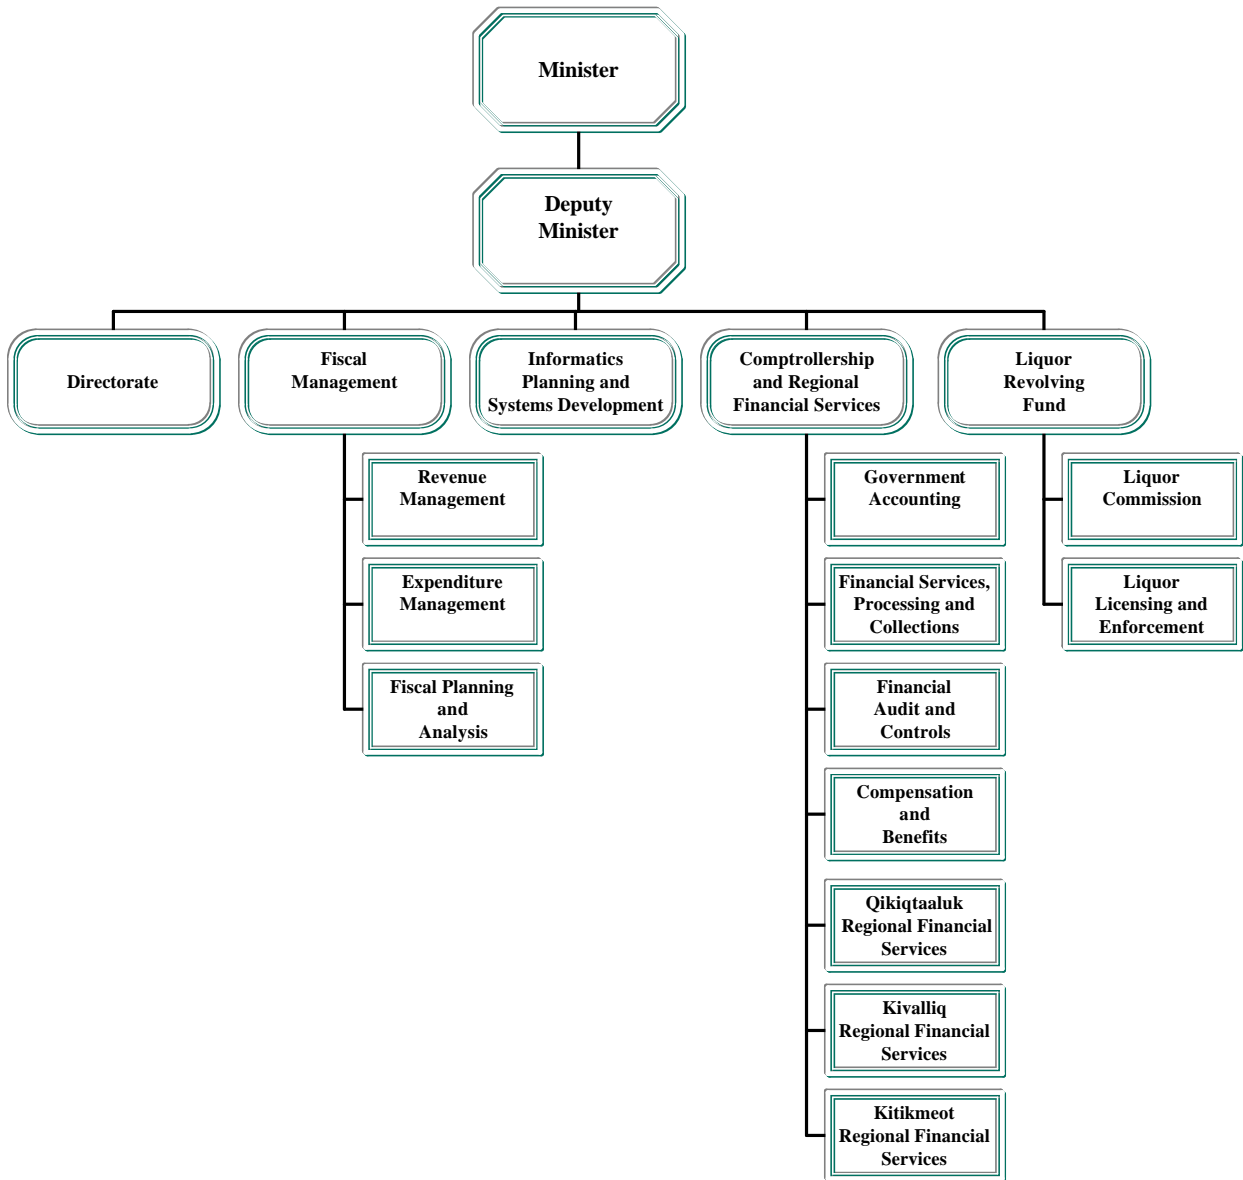 Minister
Deputy
Minister
Directorate
Fiscal
Management
Informatics
Planning and
Systems Development
Comptrollership
and Regional
Financial Services
Liquor
Revolving
Fund
Revenue
Management
Expenditure
Management
Fiscal Planning
and
Analysis
Government
Accounting
Financial Services,
Processing and
Collections
Financial
Audit and
Controls
Compensation
and
Benefits
Qikiqtaaluk
Regional Financial
Services
Kivalliq
Regional Financial
Services
Kitikmeot
Regional Financial
Services
Liquor
Commission
Liquor
Licensing and
Enforcement